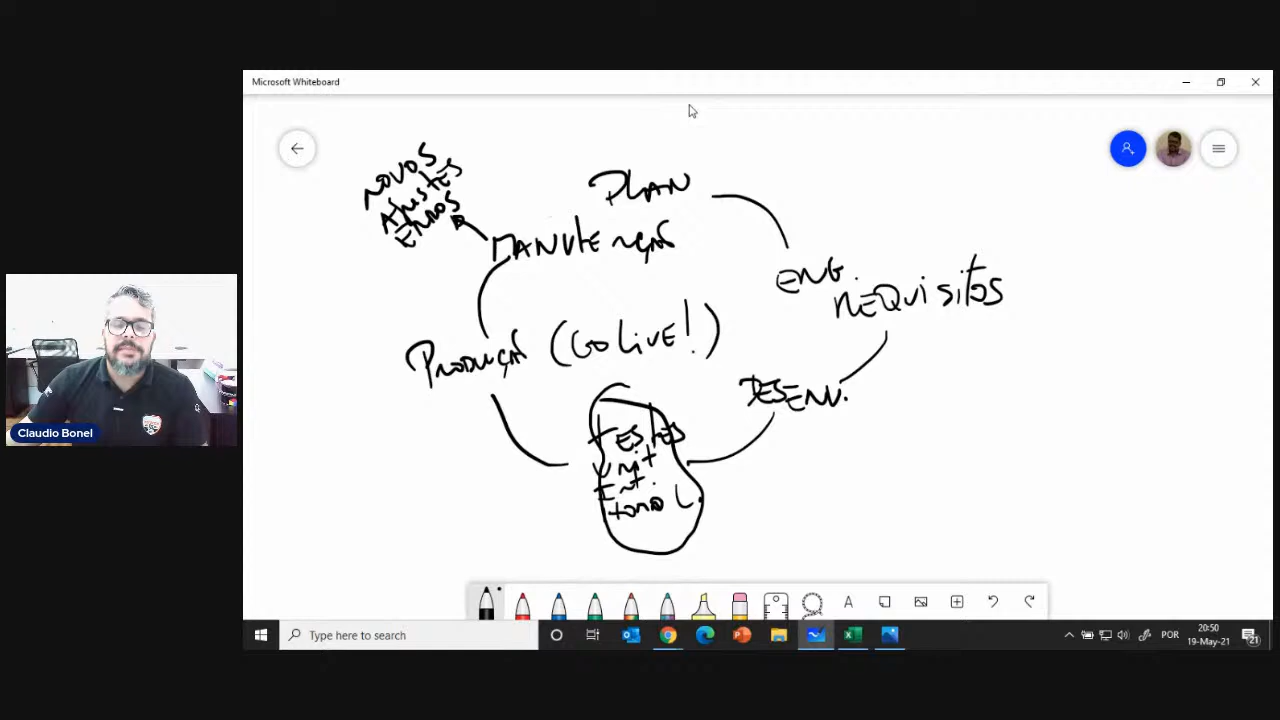 Microsoft Whiteboard
NOVOS
AJUSTES
ERROS
PLAN
MANUTENÇÃO
ENG.
REQUISITOS
PRODUÇÃO (GO LIVE!)
DESENV.
TESTES
UNIT
INT.
Claudio Bonel
A
Type here to search
POR
20:50
19-May-21
21